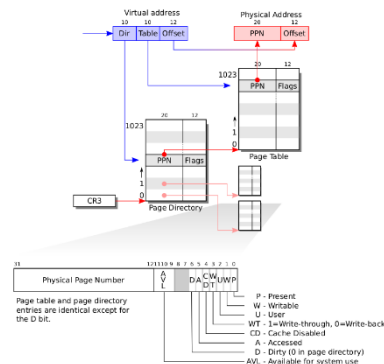 Virtual address
Physical Address
10 10 12
20 12
Dir Table Offset
PPN Offset
20 12
1023
PPN Flags
20 12
1
0
1023
Page Table
PPN Flags
1
0
CR3
Page Directory
31
12 11 10 9 8 7 6 5 4 3 2 1 0
Physical Page Number
A V L
D A C D W T U W P
Page table and page directory
entries are identical except for
the D bit.
P - Present
W - Writable
U - User
WT - 1=Write-through, 0=Write-back
CD - Cache Disabled
A - Accessed
D - Dirty (0 in page directory)
AVL - Available for system use